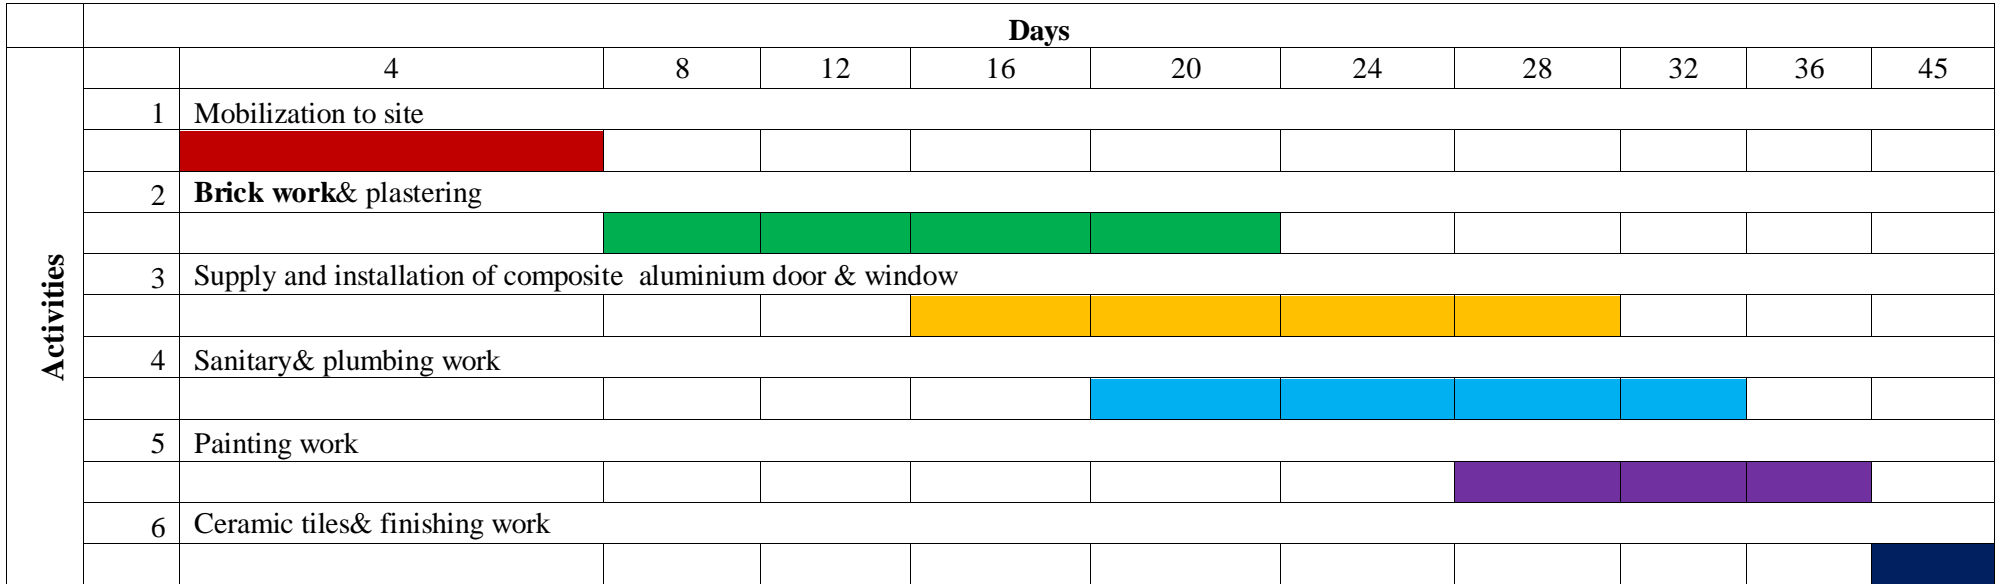 Days
4 8 12 16 20 24 28 32 36 45
Activities
1 Mobilization to site
2 Brick work& plastering
3 Supply and installation of composite  aluminium door & window
4 Sanitary& plumbing work
5 Painting work
6 Ceramic tiles& finishing work